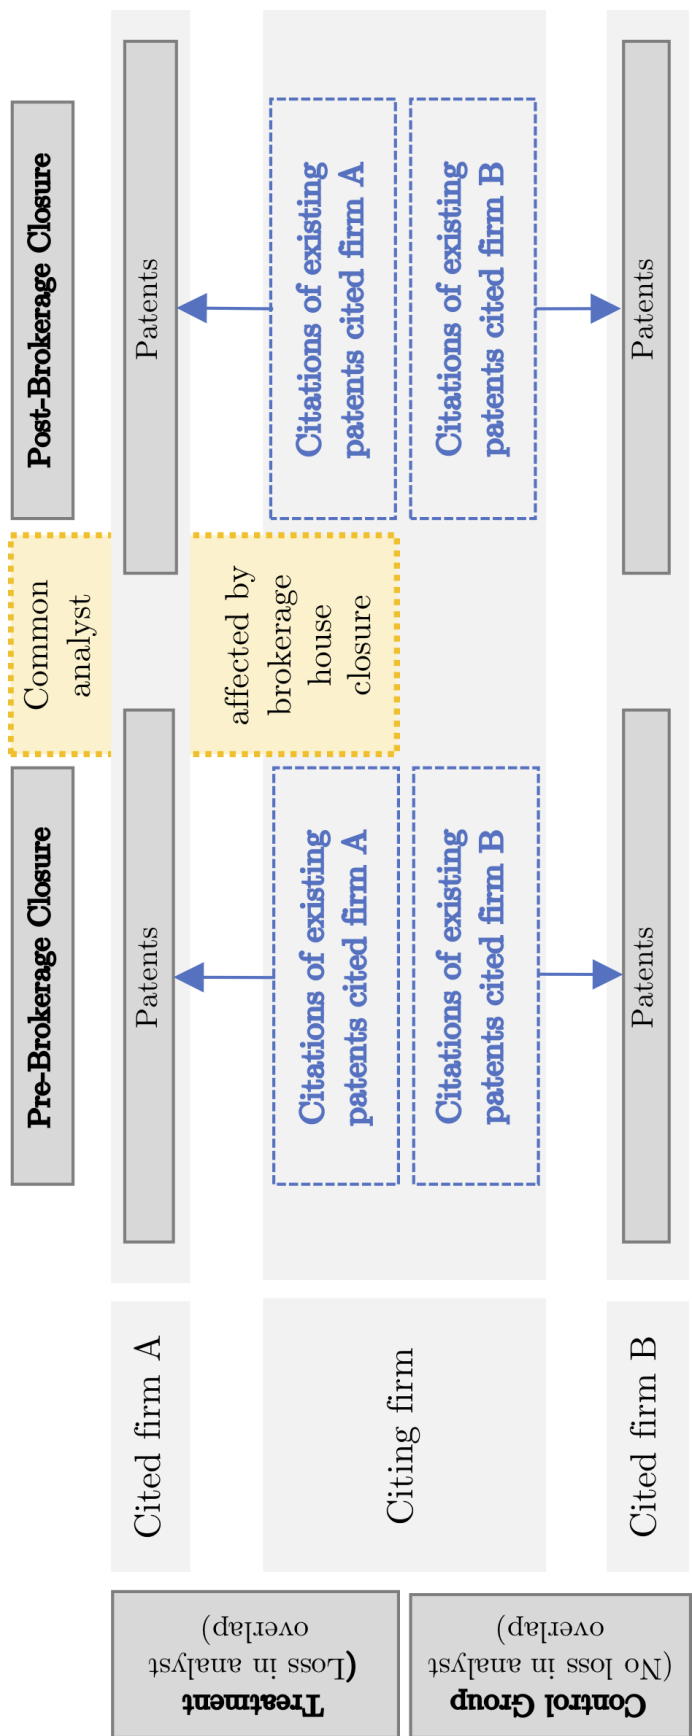 Pre-Brokerage Closure
Common
analyst
Post-Brokerage Closure
Treatment
(Loss in analyst
overlap)
Cited firm A
Patents
Patents
affected by
brokerage
house
closure
Citing firm
Citations of existing
patents cited firm A
Citations of existing
patents cited firm A
Control Group
(No loss in analyst
overlap)
Citations of existing
patents cited firm B
Citations of existing
patents cited firm B
Cited firm B
Patents
Patents